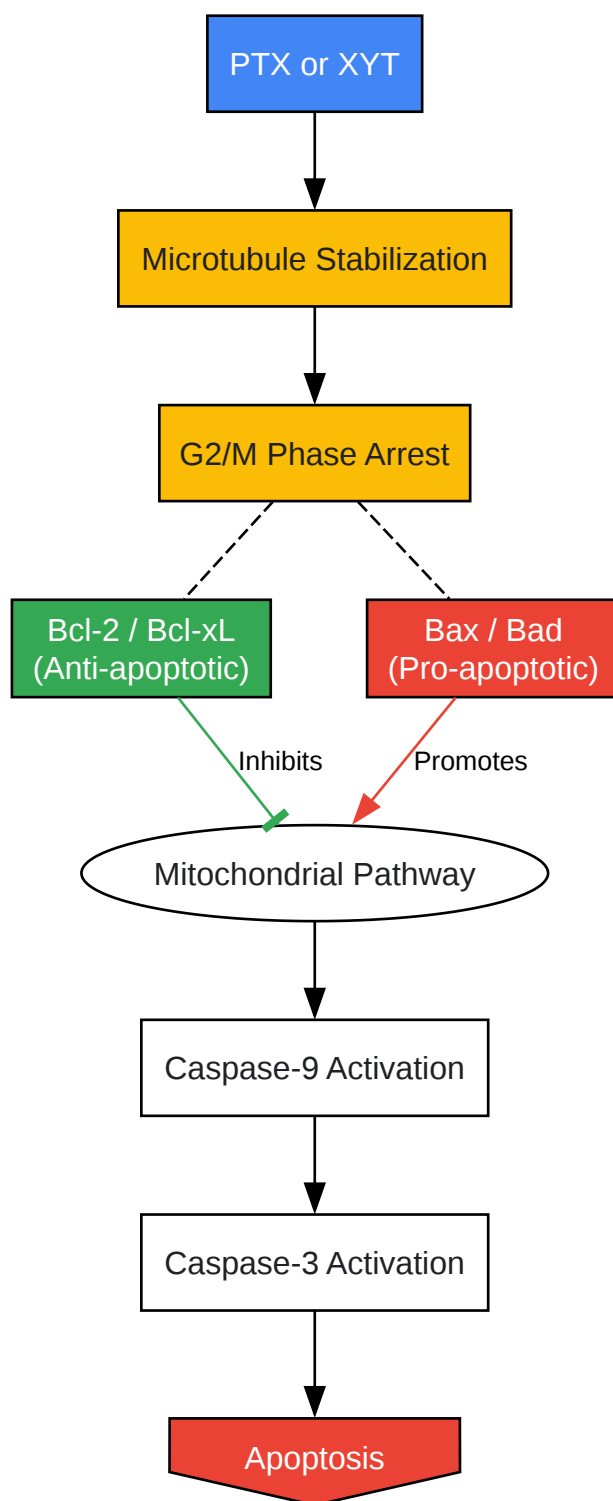 PTX or XYT
Microtubule Stabilization
G2/M Phase Arrest
Bcl-2 / Bcl-xL
(Anti-apoptotic)
Bax / Bad
(Pro-apoptotic)
Inhibits
Promotes
Mitochondrial Pathway
Caspase-9 Activation
Caspase-3 Activation
Apoptosis